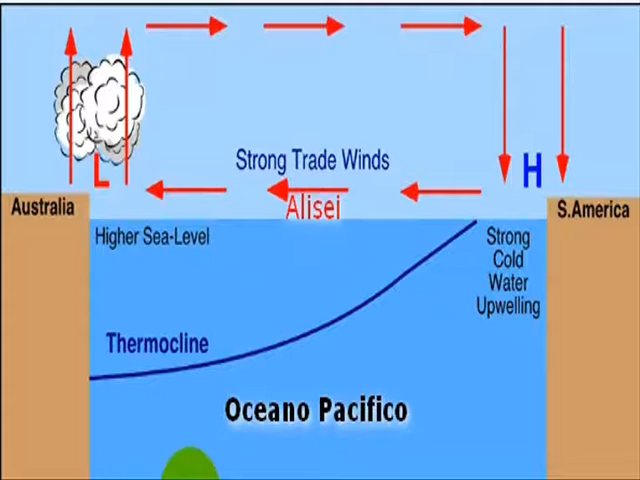 L
Strong Trade Winds
H
Alisei
Australia
S.America
Higher Sea-Level
Strong
Cold
Water
Upwelling
Thermocline
Oceano Pacifico